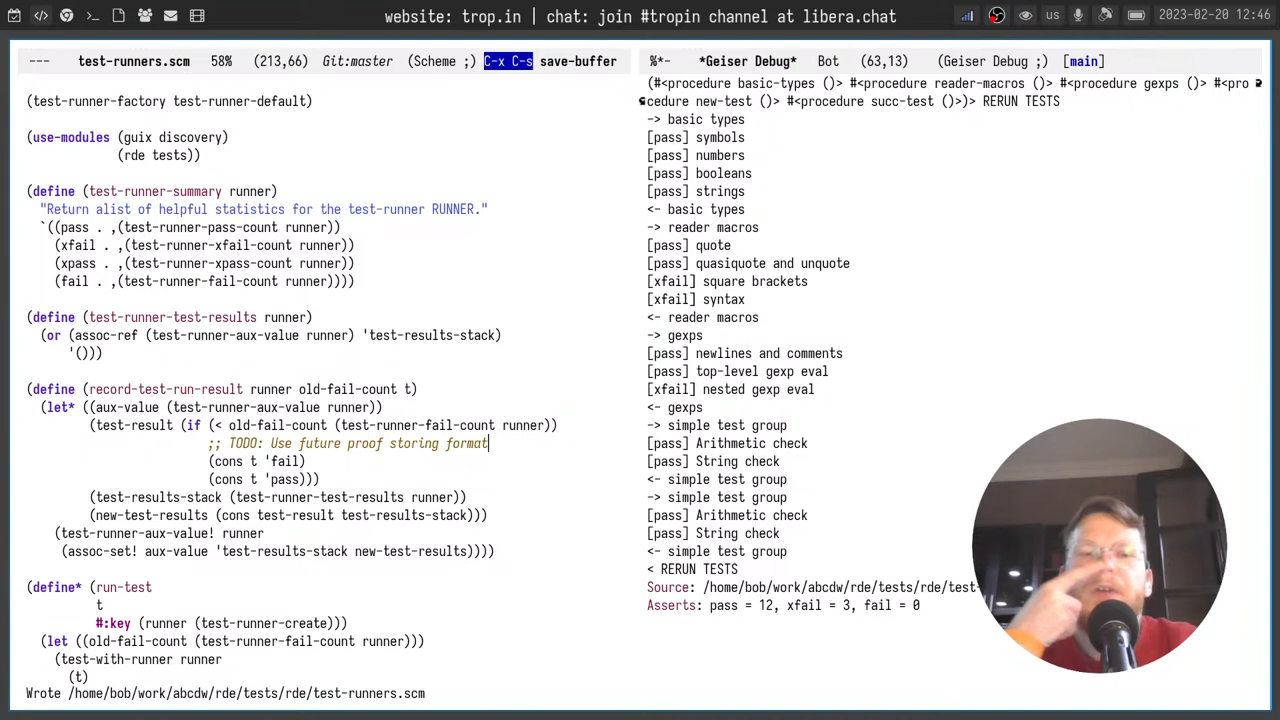 website: trop.in | chat: join #tropin channel at libera.chat
us
2023-02-20 12:46
--- test-runners.scm 58% (213,66) Git:master (Scheme ;) C-x C-s save-buffer
(test-runner-factory test-runner-default)
(use-modules (guix discovery)
(rde tests))
(define (test-runner-summary runner)
"Return alist of helpful statistics for the test-runner RUNNER."
`((pass . ,(test-runner-pass-count runner))
(xfail . ,(test-runner-xfail-count runner))
(xpass . ,(test-runner-xpass-count runner))
(fail . ,(test-runner-fail-count runner))))
(define (test-runner-test-results runner)
(or (assoc-ref (test-runner-aux-value runner) 'test-results-stack)
'()))
(define (record-test-run-result runner old-fail-count t)
(let* ((aux-value (test-runner-aux-value runner))
(test-result (if (< old-fail-count (test-runner-fail-count runner))
;; TODO: Use future proof storing format
(cons t 'fail)
(cons t 'pass)))
(test-results-stack (test-runner-test-results runner))
(new-test-results (cons test-result test-results-stack)))
(test-runner-aux-value! runner
(assoc-set! aux-value 'test-results-stack new-test-results))))
(define* (run-test
t
#:key (runner (test-runner-create)))
(let ((old-fail-count (test-runner-fail-count runner)))
(test-with-runner runner
(t)
Wrote /home/bob/work/abcdw/rde/tests/rde/test-runners.scm
%*- *Geiser Debug* Bot (63,13) (Geiser Debug ;) [main]
(#<procedure basic-types ()> #<procedure reader-macros ()> #<procedure gexps ()> #<pro
cedure new-test ()> #<procedure succ-test ()>)> RERUN TESTS
-> basic types
[pass] symbols
[pass] numbers
[pass] booleans
[pass] strings
<- basic types
-> reader macros
[pass] quote
[pass] quasiquote and unquote
[xfail] square brackets
[xfail] syntax
<- reader macros
-> gexps
[pass] newlines and comments
[pass] top-level gexp eval
[xfail] nested gexp eval
<- gexps
-> simple test group
[pass] Arithmetic check
[pass] String check
<- simple test group
-> simple test group
[pass] Arithmetic check
[pass] String check
<- simple test group
< RERUN TESTS
Source: /home/bob/work/abcdw/rde/tests/rde/test-
Asserts: pass = 12, xfail = 3, fail = 0